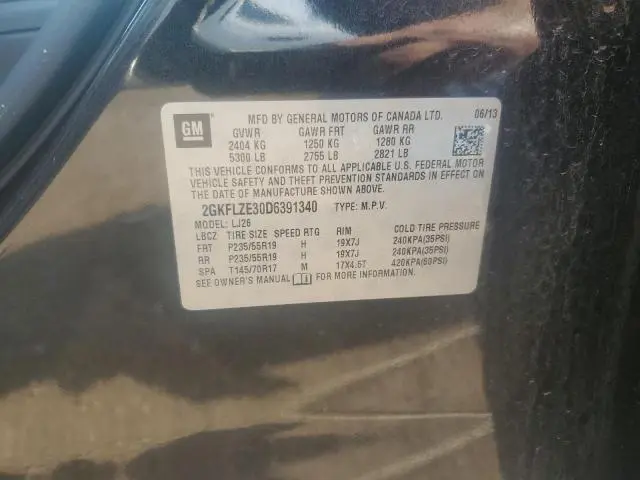 GM
MFD BY GENERAL MOTORS OF CANADA LTD. 06/13
GVWR GAWR FRT GAWR RR
2404 KG 1250 KG 1280 KG
5300 LB 2755 LB 2821 LB
THIS VEHICLE CONFORMS TO ALL APPLICABLE U.S. FEDERAL MOTOR
VEHICLE SAFETY, BUMPER, AND THEFT PREVENTION STANDARDS IN EFFECT ON
THE DATE OF MANUFACTURE SHOWN ABOVE.
2GKFLZE30D6391340 TYPE: M.P.V.
MODEL: LJ26
LBCZ TIRE SIZE SPEED RTG RIM COLD TIRE PRESSURE
FRT P235/55R19 H 19X7J 240KPA(35PSI)
RR P235/55R19 H 19X7J 240KPA(35PSI)
SPA T145/70R17 M 17X4.5T 420KPA(60PSI)
SEE OWNER'S MANUAL FOR MORE INFORMATION.